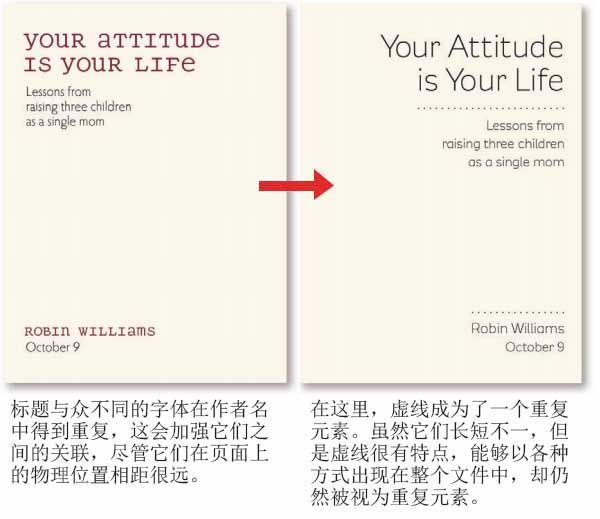 YOUR ATTITUDE
IS YOUR LIFE
Lessons from
raising three children
as a single mom
ROBIN WILLIAMS
October 9
标题与众不同的字体在作者名
中得到重复，这会加强它们之
间的关联，尽管它们在页面上
的物理位置相距很远。
Your Attitude
is Your Life
Lessons from
raising three children
as a single mom
Robin Williams
October 9
在这里，虚线成为了一个重复
元素。虽然它们长短不一，但
是虚线很有特点，能够以各种
方式出现在整个文件中，却仍
然被视为重复元素。